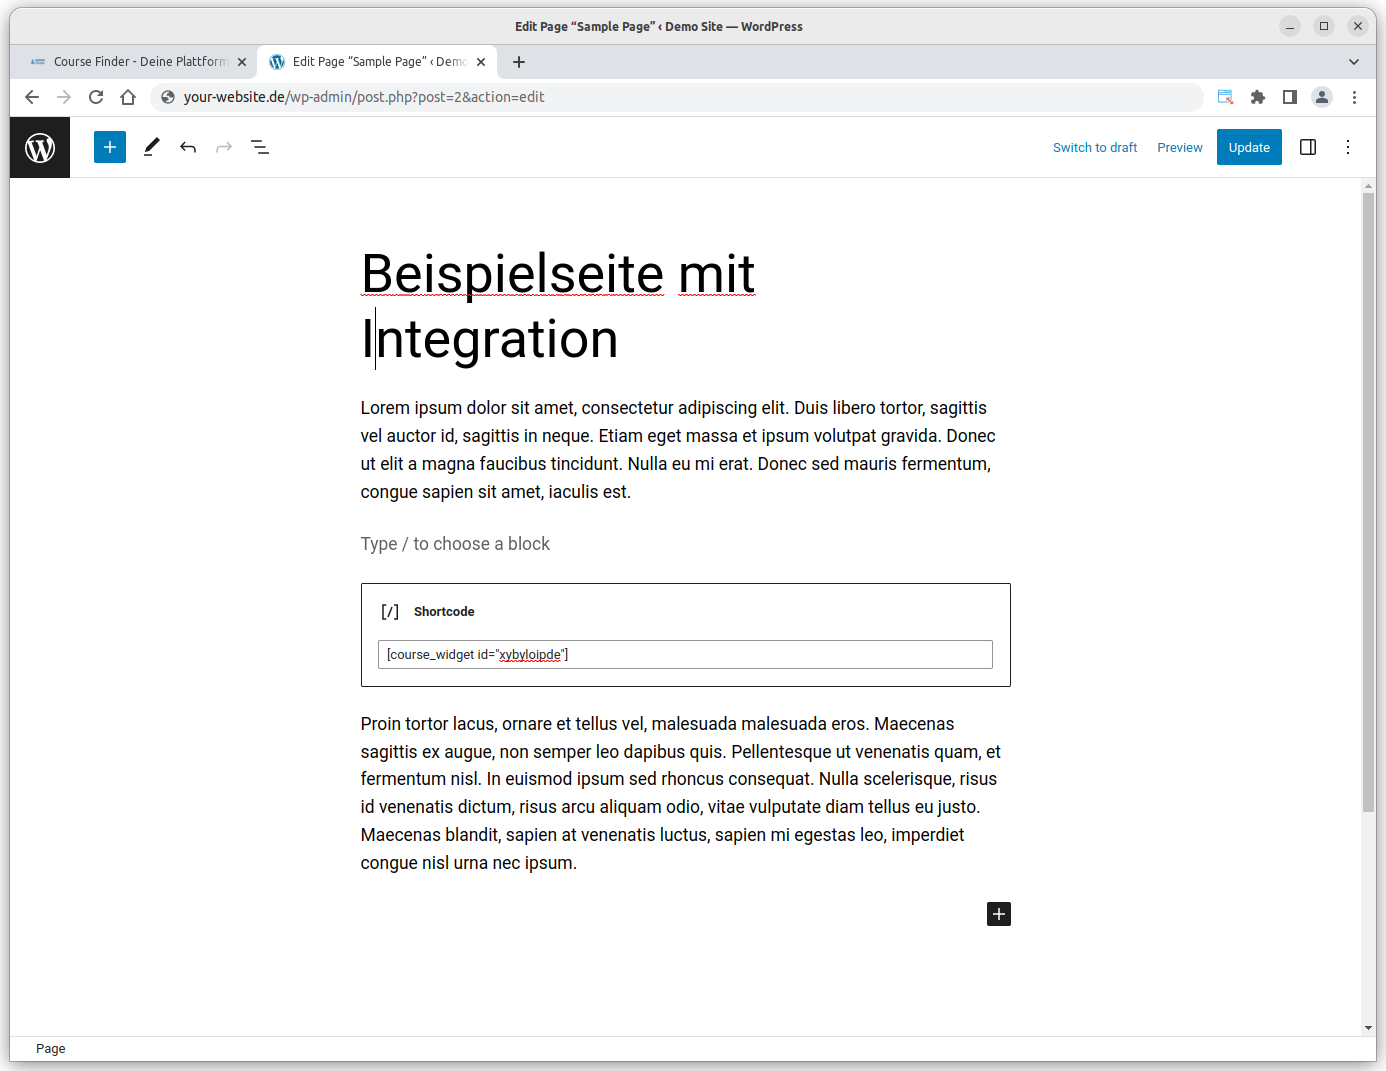 Edit Page “Sample Page” ‹ Demo Site — WordPress
Course Finder - Deine Plattform
Edit Page “Sample Page” ‹ Demo
your-website.de/wp-admin/post.php?post=2&action=edit
Switch to draft
Preview
Update
Beispielseite mit
Integration
Lorem ipsum dolor sit amet, consectetur adipiscing elit. Duis libero tortor, sagittis
vel auctor id, sagittis in neque. Etiam eget massa et ipsum volutpat gravida. Donec
ut elit a magna faucibus tincidunt. Nulla eu mi erat. Donec sed mauris fermentum,
congue sapien sit amet, iaculis est.
Type / to choose a block
[/] Shortcode
[course_widget id="xybyloipde"]
Proin tortor lacus, ornare et tellus vel, malesuada malesuada eros. Maecenas
sagittis ex augue, non semper leo dapibus quis. Pellentesque ut venenatis quam, et
fermentum nisl. In euismod ipsum sed rhoncus consequat. Nulla scelerisque, risus
id venenatis dictum, risus arcu aliquam odio, vitae vulputate diam tellus eu justo.
Maecenas blandit, sapien at venenatis luctus, sapien mi egestas leo, imperdiet
congue nisl urna nec ipsum.
Page